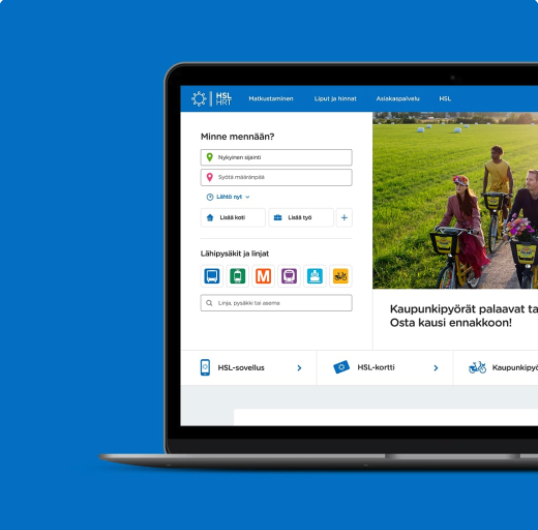 HSL
HRT
Matkustaminen
Liput ja hinnat
Asiakaspalvelu
HSL
Minne mennään?
Nykyinen sijainti
Syötä määränpää
Lähtö nyt
Lisää koti
Lisää työ
Lähipysäkit ja linjat
M
Linja, pysäkki tai asema
Kaupunkipyörät palaavat ta
Osta kausi ennakkoon!
HSL-sovellus
HSL-kortti
Kaupunkipyö